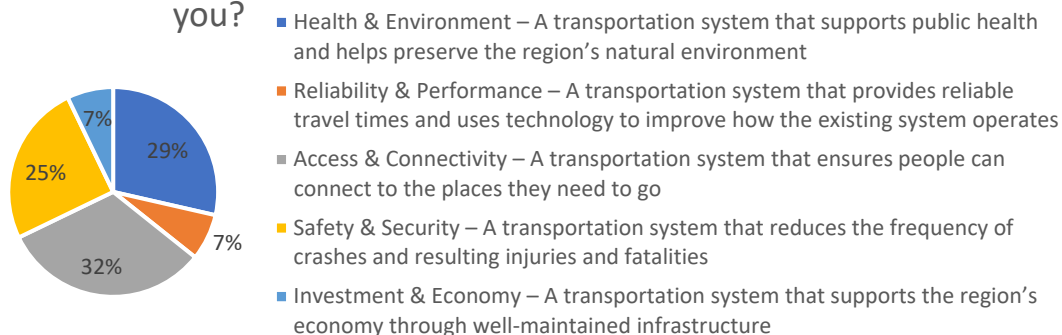 you?
Health & Environment – A transportation system that supports public health
and helps preserve the region’s natural environment
Reliability & Performance – A transportation system that provides reliable
travel times and uses technology to improve how the existing system operates
Access & Connectivity – A transportation system that ensures people can
connect to the places they need to go
Safety & Security – A transportation system that reduces the frequency of
crashes and resulting injuries and fatalities
Investment & Economy – A transportation system that supports the region’s
economy through well-maintained infrastructure
7%
29%
25%
7%
32%